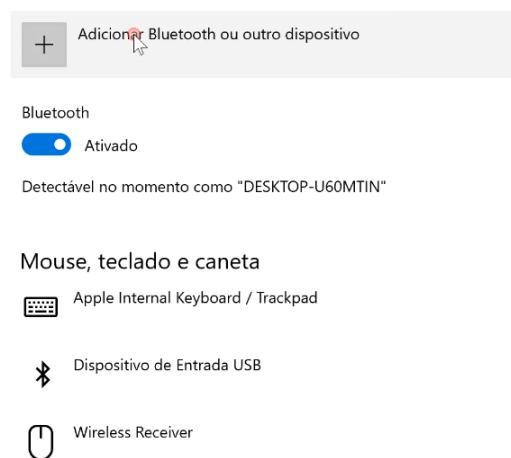 Adicionar Bluetooth ou outro dispositivo
Bluetooth
Ativado
Detectável no momento como "DESKTOP-U60MTIN"
Mouse, teclado e caneta
Apple Internal Keyboard / Trackpad
Dispositivo de Entrada USB
Wireless Receiver